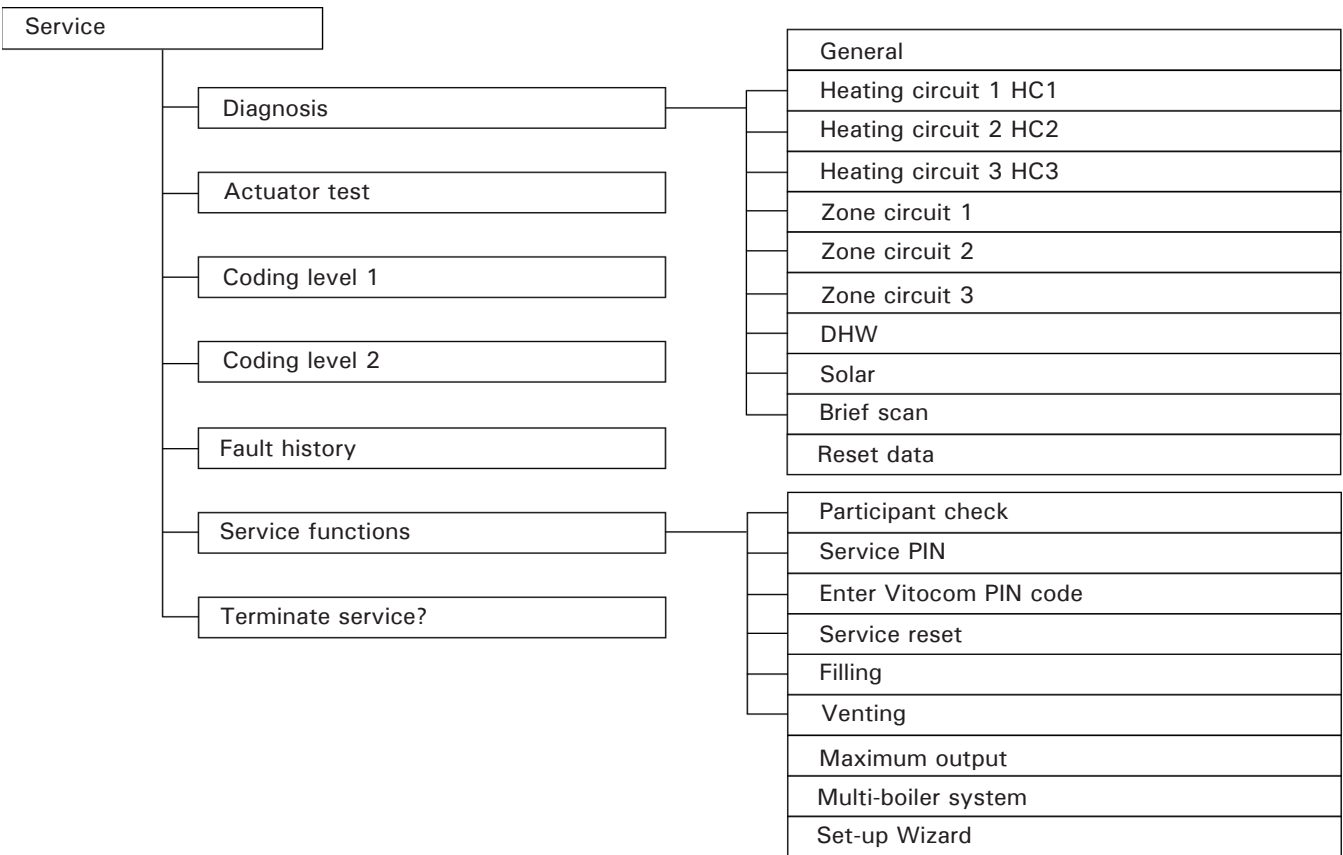 Service
Diagnosis
Actuator test
Coding level 1
Coding level 2
Fault history
Service functions
Terminate service?
General
Heating circuit 1 HC1
Heating circuit 2 HC2
Heating circuit 3 HC3
Zone circuit 1
Zone circuit 2
Zone circuit 3
DHW
Solar
Brief scan
Reset data
Participant check
Service PIN
Enter Vitocom PIN code
Service reset
Filling
Venting
Maximum output
Multi-boiler system
Set-up Wizard